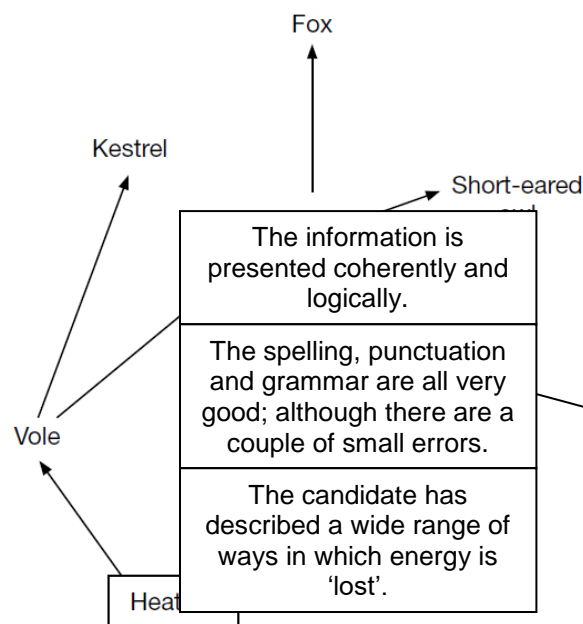 Fox
Kestrel
Short-eared
The information is
presented coherently and
logically.
The spelling, punctuation
and grammar are all very
good; although there are a
couple of small errors.
Vole
The candidate has
described a wide range of
ways in which energy is
‘lost’.
Heat